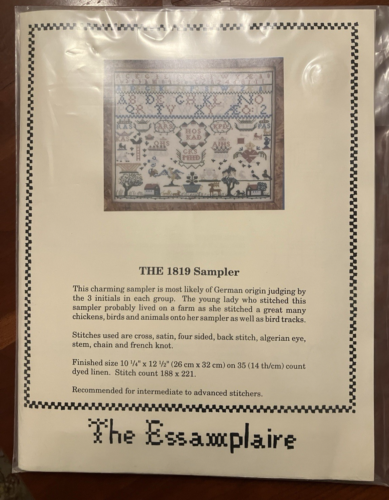 THE 1819 Sampler
This charming sampler is most likely of German origin judging by
the 3 initials in each group. The young lady who stitched this
sampler probably lived on a farm as she stitched a great many
chickens, birds and animals onto her sampler as well as bird tracks.
Stitches used are cross, satin, four sided, back stitch, algerian eye,
stem, chain and french knot.
Finished size 10 1/4" x 12 1/2" (26 cm x 32 cm) on 35 (14 th/cm) count
dyed linen. Stitch count 188 x 221.
Recommended for intermediate to advanced stitchers.
The Essamplaire